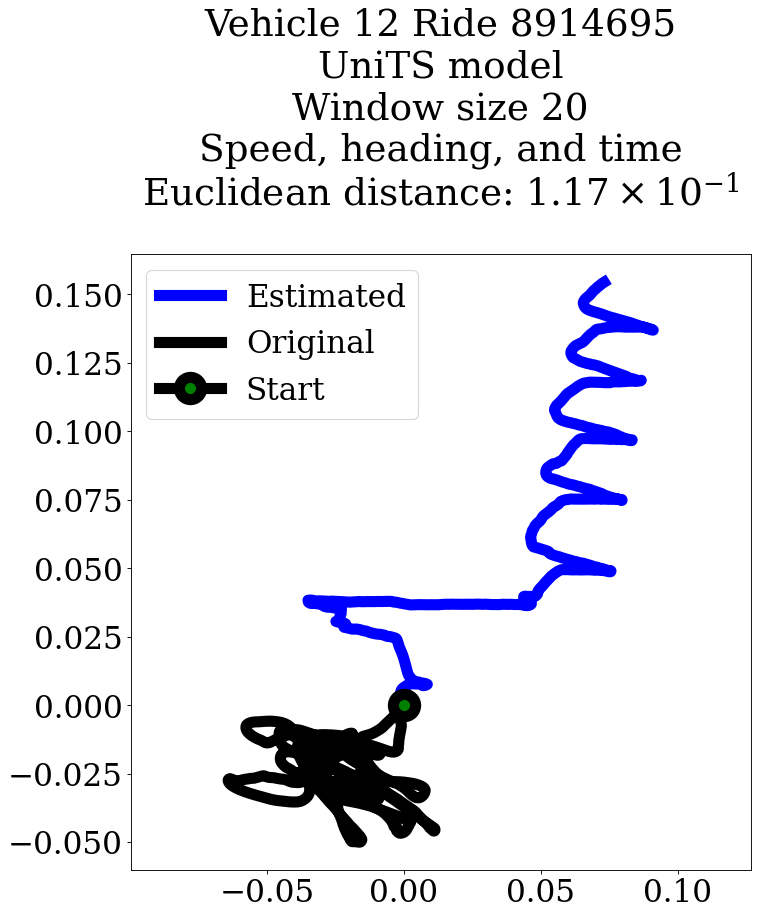 Vehicle 12 Ride 8914695
UniTS model
Window size 20
Speed, heading, and time
Euclidean distance: 1.17 × 10⁻¹
Estimated
Original
Start
0.150
0.125
0.100
0.075
0.050
0.025
0.000
−0.025
−0.050
−0.05
0.00
0.05
0.10